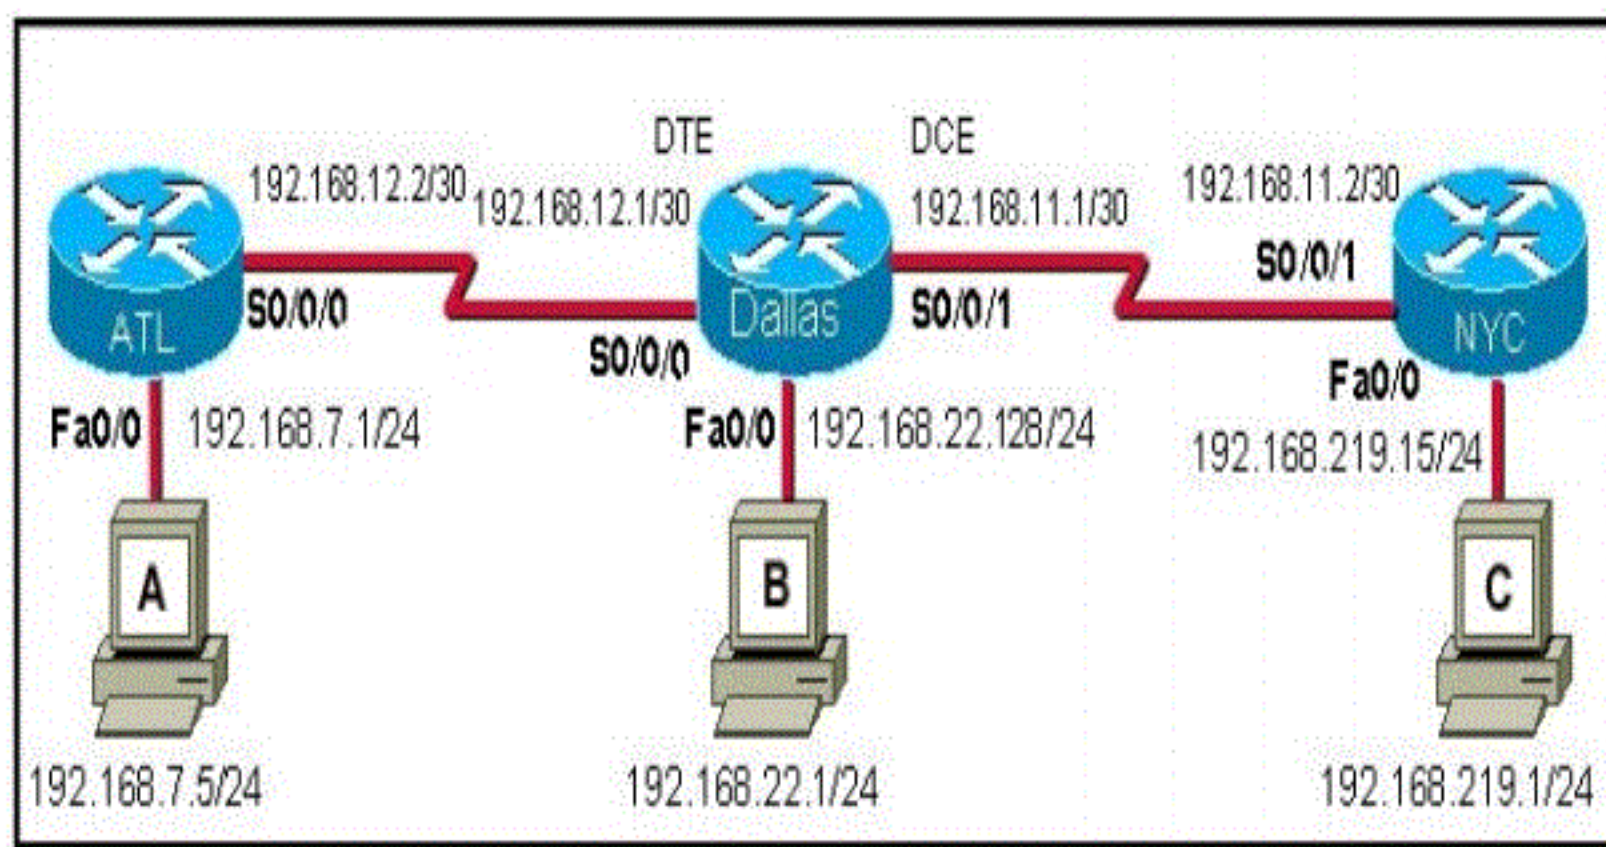 DTE
DCE
192.168.12.2/30
192.168.12.1/30
192.168.11.1/30
192.168.11.2/30
S0/0/1
ATL
S0/0/0
Dallas
S0/0/1
NYC
S0/0/0
Fa0/0
Fa0/0
192.168.7.1/24
Fa0/0
192.168.22.128/24
192.168.219.15/24
A
B
C
192.168.7.5/24
192.168.22.1/24
192.168.219.1/24